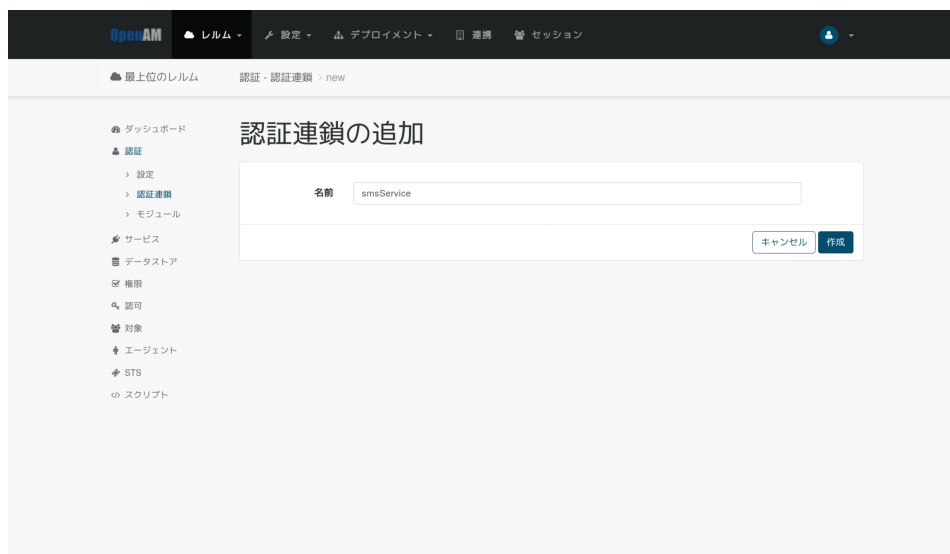 OpenAM レルム 設定 デプロイメント 連携 セッション
最上位のレルム 認証 - 認証連鎖 > new
ダッシュボード
認証
> 設定
> 認証連鎖
> モジュール
サービス
データストア
権限
認可
対象
エージェント
STS
スクリプト
認証連鎖の追加
名前 smsService
キャンセル 作成